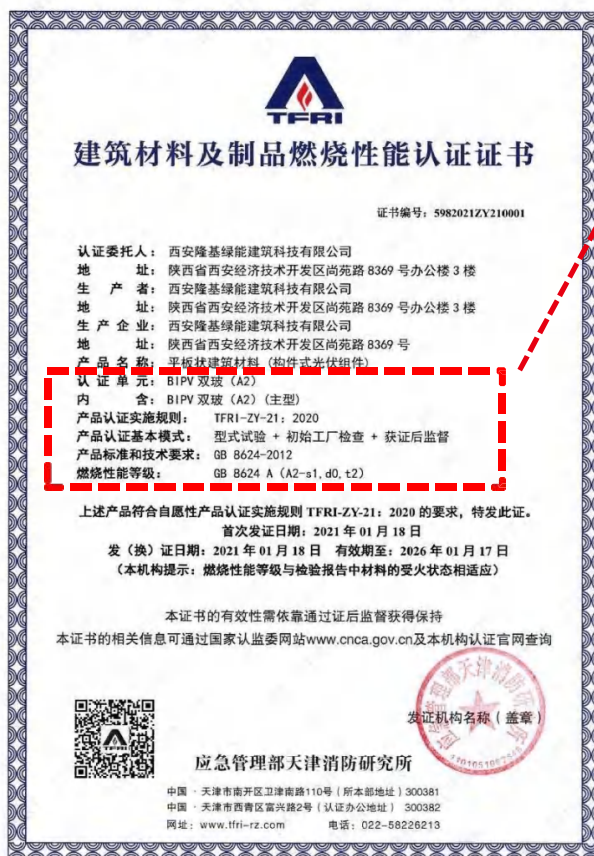 TFRI
建筑材料及制品燃烧性能认证证书
证书编号：5982021ZY210001
认证委托人：西安隆基绿能建筑科技有限公司
地 址：陕西省西安经济技术开发区尚苑路 8369 号办公楼 3 楼
生 产 者：西安隆基绿能建筑科技有限公司
地 址：陕西省西安经济技术开发区尚苑路 8369 号办公楼 3 楼
生 产 企 业：西安隆基绿能建筑科技有限公司
地 址：陕西省西安经济技术开发区尚苑路 8369 号
产 品 名 称：平板状建筑材料（构件式光伏组件）
认 证 单 元：BIPV 双玻（A2）
内 含：BIPV 双玻（A2）（主型）
产品认证实施规则： TFRI-ZY-21：2020
产品认证基本模式： 型式试验 + 初始工厂检查 + 获证后监督
产品标准和技术要求：GB 8624-2012
燃烧性能等级： GB 8624 A（A2-s1,d0,t2）
上述产品符合自愿性产品认证实施规则 TFRI-ZY-21：2020 的要求，特发此证。
首次发证日期：2021 年 01 月 18 日
发（换）证日期：2021 年 01 月 18 日 有效期至：2026 年 01 月 17 日
（本机构提示：燃烧性能等级与检验报告中材料的受火状态相适应）
本证书的有效性需依靠通过证后监督获得保持
本证书的相关信息可通过国家认监委网站www.cnca.gov.cn及本机构认证官网查询
发证机构名称（盖章）
应急管理部天津消防研究所
应急管理部天津消防研究所
中国 · 天津市南开区卫津南路110号（所本部地址）300381
中国 · 天津市西青区富兴路2号（认证办公地址） 300382
网址：www.tfri-rz.com 电话：022-58226213